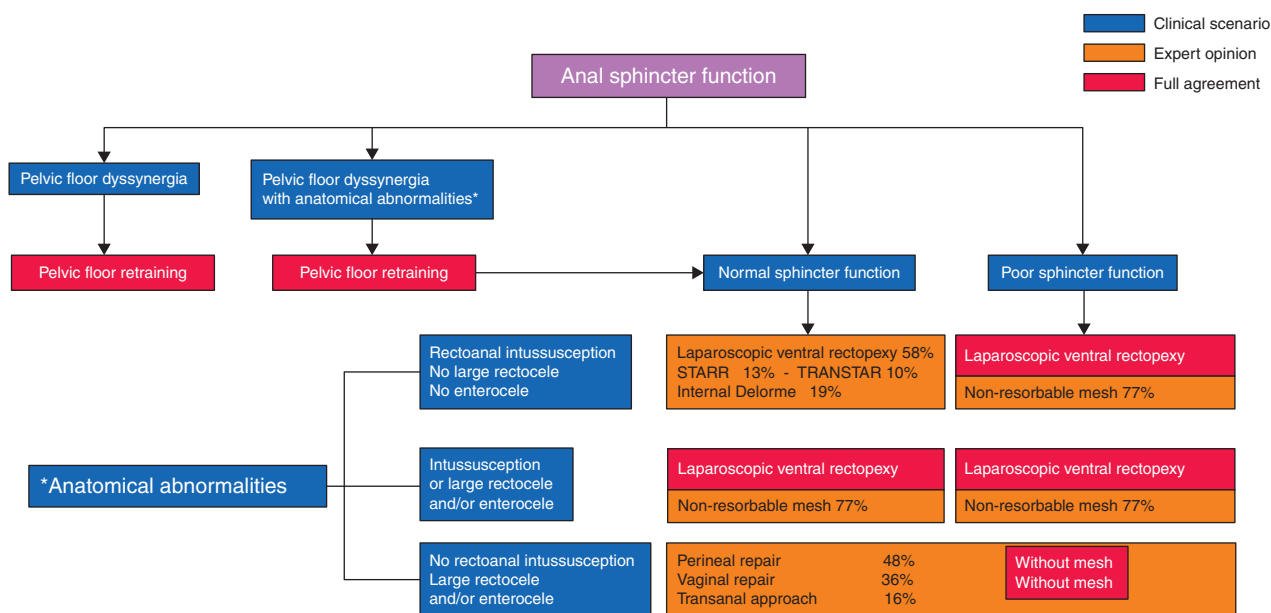 Clinical scenario
Expert opinion
Full agreement
Anal sphincter function
Pelvic floor dyssynergia
Pelvic floor dyssynergia
with anatomical abnormalities*
Pelvic floor retraining
Pelvic floor retraining
Normal sphincter function
Poor sphincter function
Rectoanal intussusception
No large rectocele
No enterocele
Laparoscopic ventral rectopexy 58%
STARR 13% - TRANSTAR 10%
Internal Delorme 19%
Laparoscopic ventral rectopexy
Non-resorbable mesh 77%
*Anatomical abnormalities
Intussusception
or large rectocele
and/or enterocele
Laparoscopic ventral rectopexy
Non-resorbable mesh 77%
Laparoscopic ventral rectopexy
Non-resorbable mesh 77%
No rectoanal intussusception
Large rectocele
and/or enterocele
Perineal repair 48%
Vaginal repair 36%
Transanal approach 16%
Without mesh
Without mesh